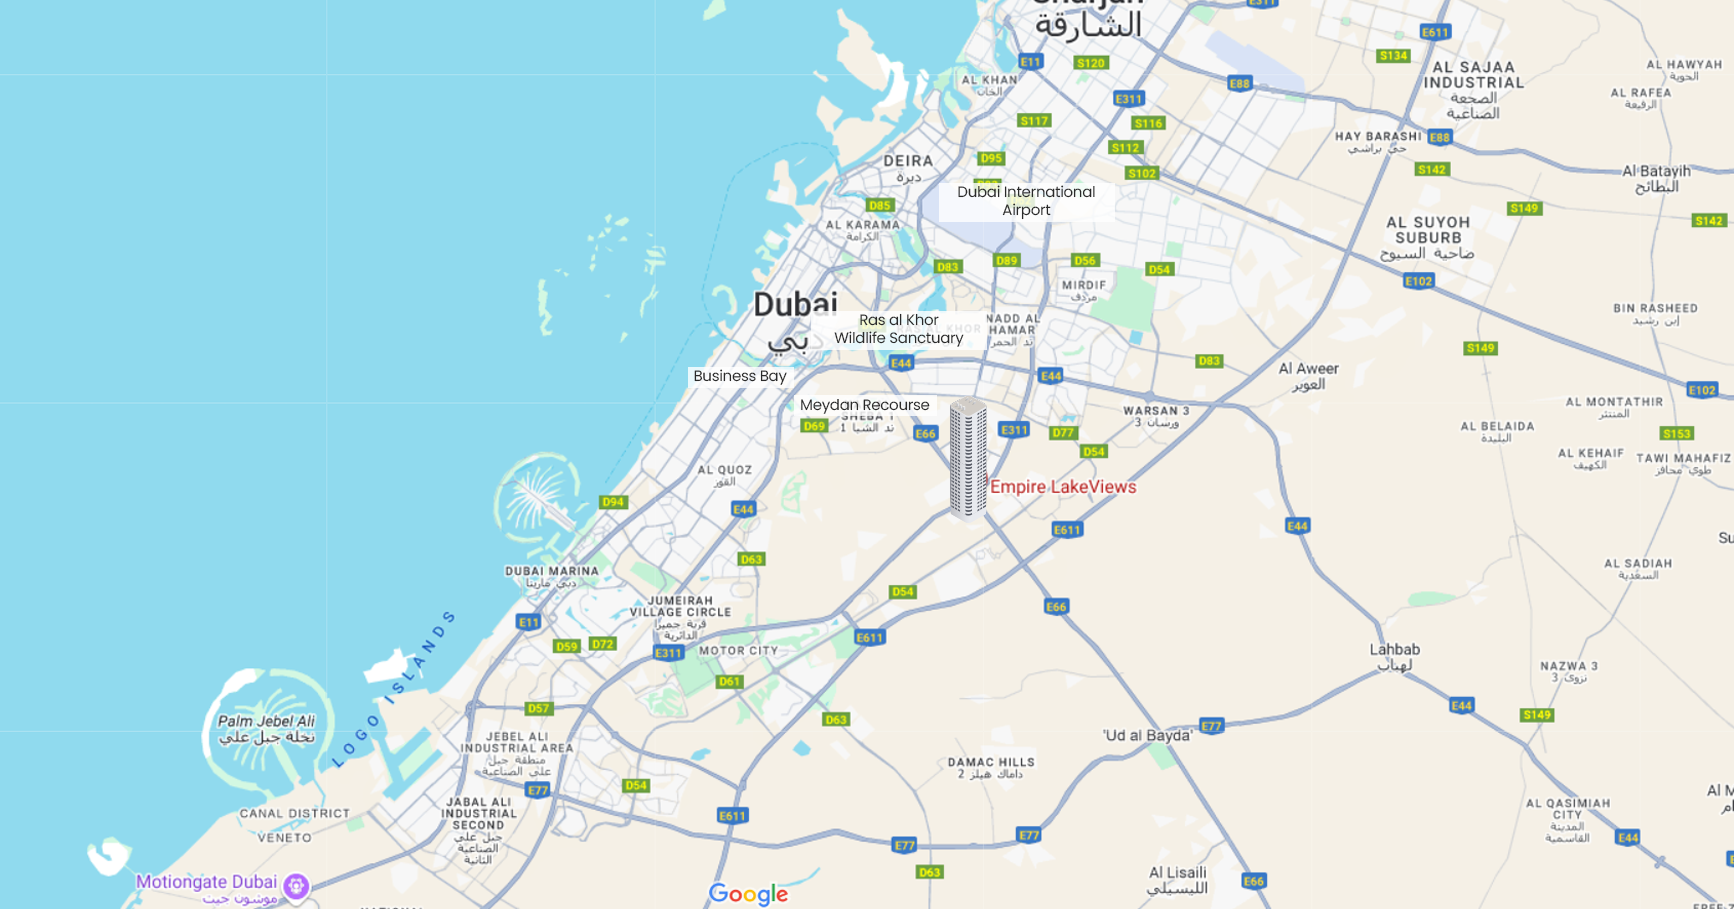 الشارقة
E311
E611
S134
E11
S120
AL SAJAA
INDUSTRIAL
الصجعة
الصناعية
AL HAWYAH
الحوية
AL KHAN
الخان
E88
E311
AL RAFEA
الرفيعة
S117
S116
HAY BARASHI
حي براشي
E88
DEIRA
ديرة
D95
S112
S102
S142
Al Batayih
البطائح
Dubai International
Airport
D85
S149
S142
AL KARAMA
الكرامة
AL SUYOH
SUBURB
ضاحية السيوح
D83
D89
D56
D54
E102
MIRDIF
مردف
Dubai
بي
Ras al Khor
Wildlife Sanctuary
NADD AL
HAMAR
ند الحمر
BIN RASHEED
إبن رشيد
E44
D83
S149
Business Bay
E44
Al Aweer
العوير
E102
Meydan Recourse
WARSAN 3
ورسان 3
AL MONTATHIR
المنتثر
D69
ند الشبا 1
E66
E311
D77
AL BELAIDA
البليدة
S153
D54
AL KEHAIF
الكهيف
TAWI MAHAFIZ
طوي محافز
AL QUOZ
القوز
Empire LakeViews
D94
E44
E611
E44
D63
DUBAI MARINA
دبي مارينا
AL SADIAH
السعدية
D54
JUMEIRAH
VILLAGE CIRCLE
قرية جميرا
الدائرية
E66
E11
D59
D72
E311
E611
MOTOR CITY
Lahbab
لهباب
NAZWA 3
نزوى 3
LOGO ISLANDS
D61
Palm Jebel Ali
نخلة جبل علي
D57
D63
E77
E44
S149
JEBEL ALI
INDUSTRIAL AREA
منطقة جبل
علي الصناعية
'Ud al Bayda'
DAMAC HILLS
داماك هيلز 2
D54
E77
JABAL ALI
INDUSTRIAL
SECOND
جبل علي
الصناعية
الثانية
CANAL DISTRICT
VENETO
E611
E77
E77
AL QASIMIAH
CITY
المدينة
القاسمية
E44
D63
Al Lisaili
الليسيلي
E66
Motiongate Dubai
موشون جيت
Google